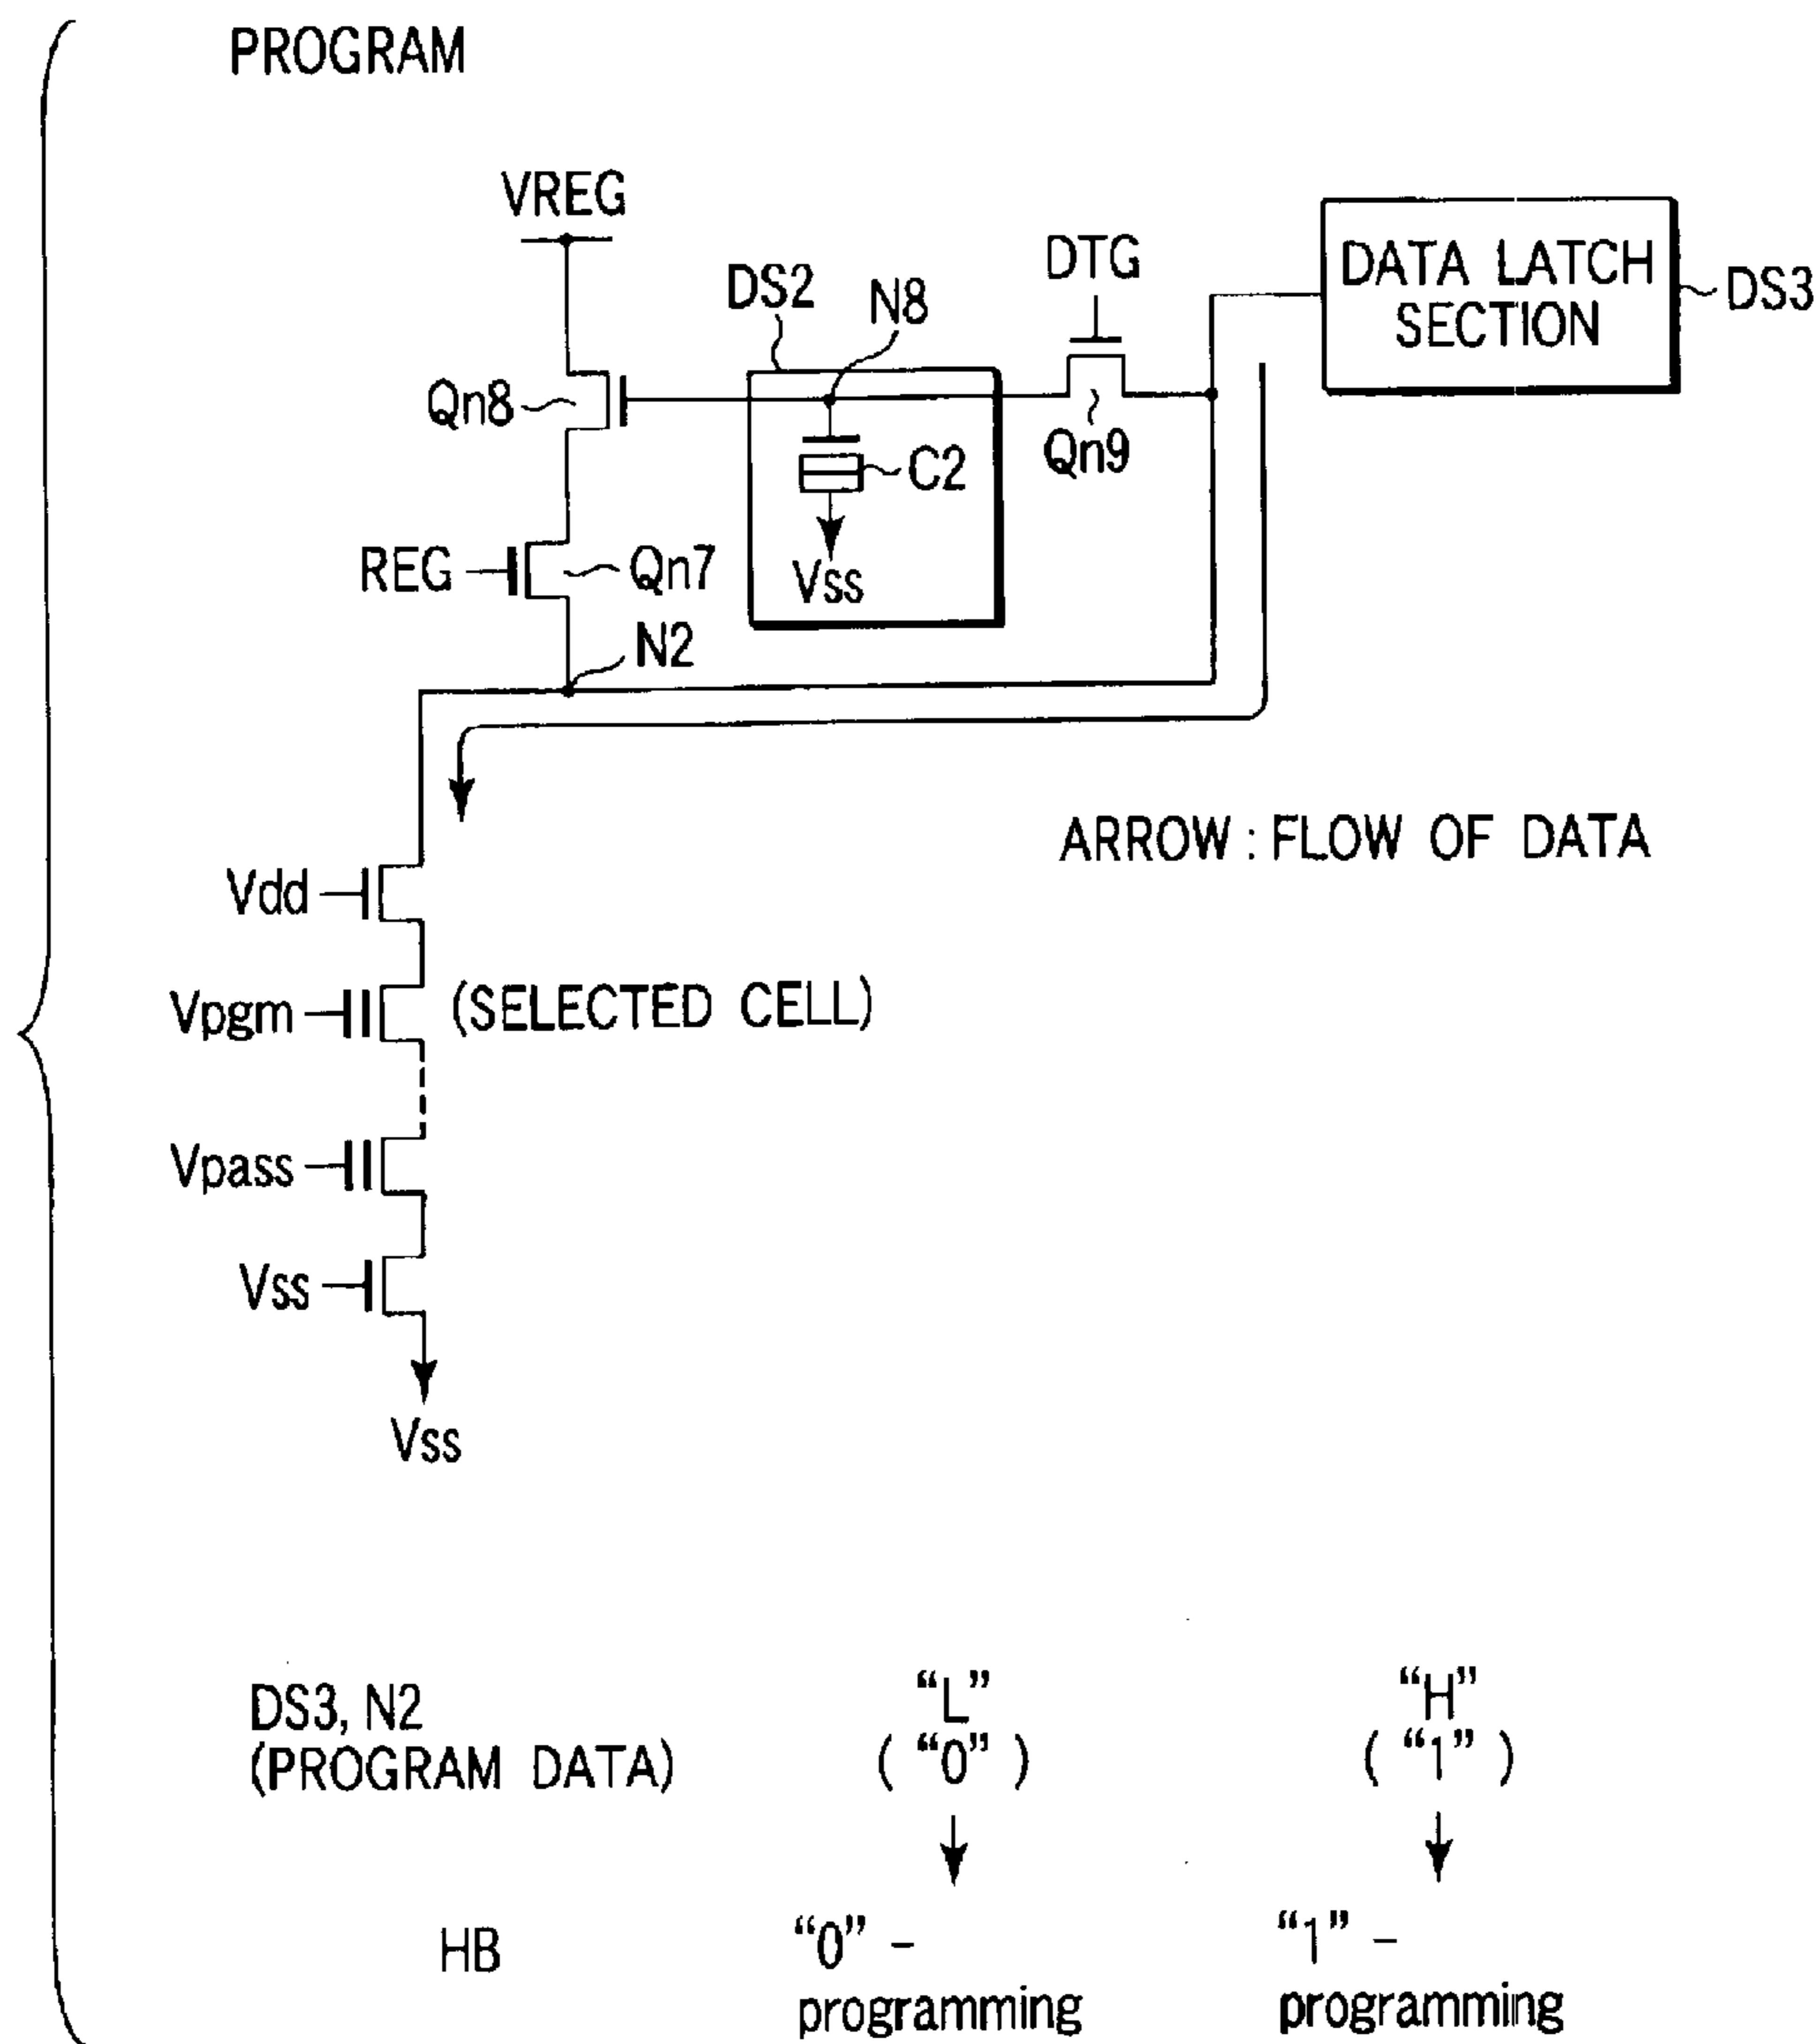 PROGRAM
VREG
DS2
N8
DTG
DATA LATCH
SECTION
DS3
Qn8
C2
Qn9
REG
Qn7
Vss
N2
ARROW : FLOW OF DATA
Vdd
Vpgm
(SELECTED CELL)
Vpass
Vss
Vss
DS3, N2
(PROGRAM DATA)
“L”
(“0”)
“H”
(“1”)
HB
“0” –
programming
“1” –
programming